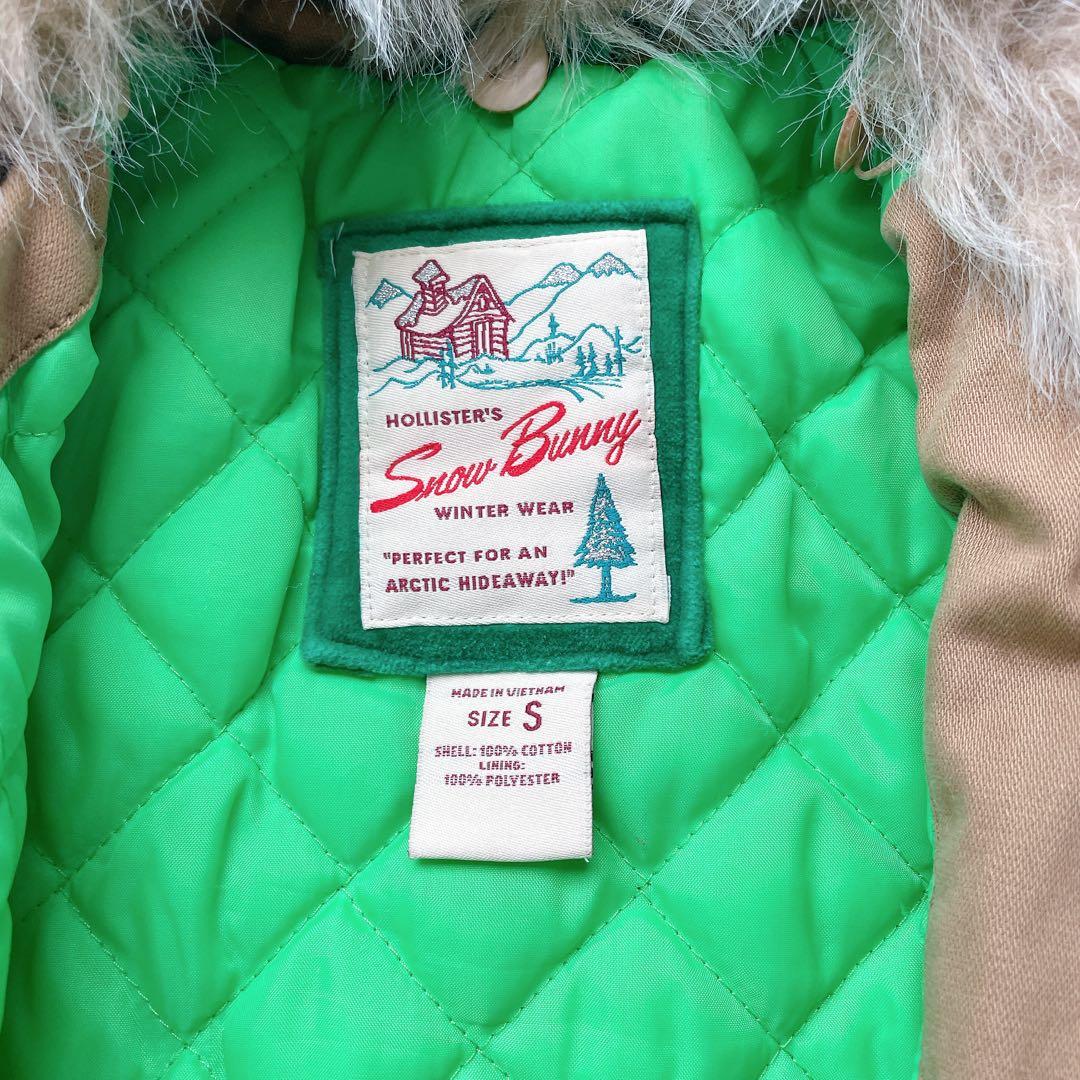 HOLLISTER'S
Snow Bunny
WINTER WEAR
"PERFECT FOR AN
ARCTIC HIDEAWAY!"
MADE IN VIETNAM
SIZE S
SHELL: 100% COTTON
LINING:
100% POLYESTER